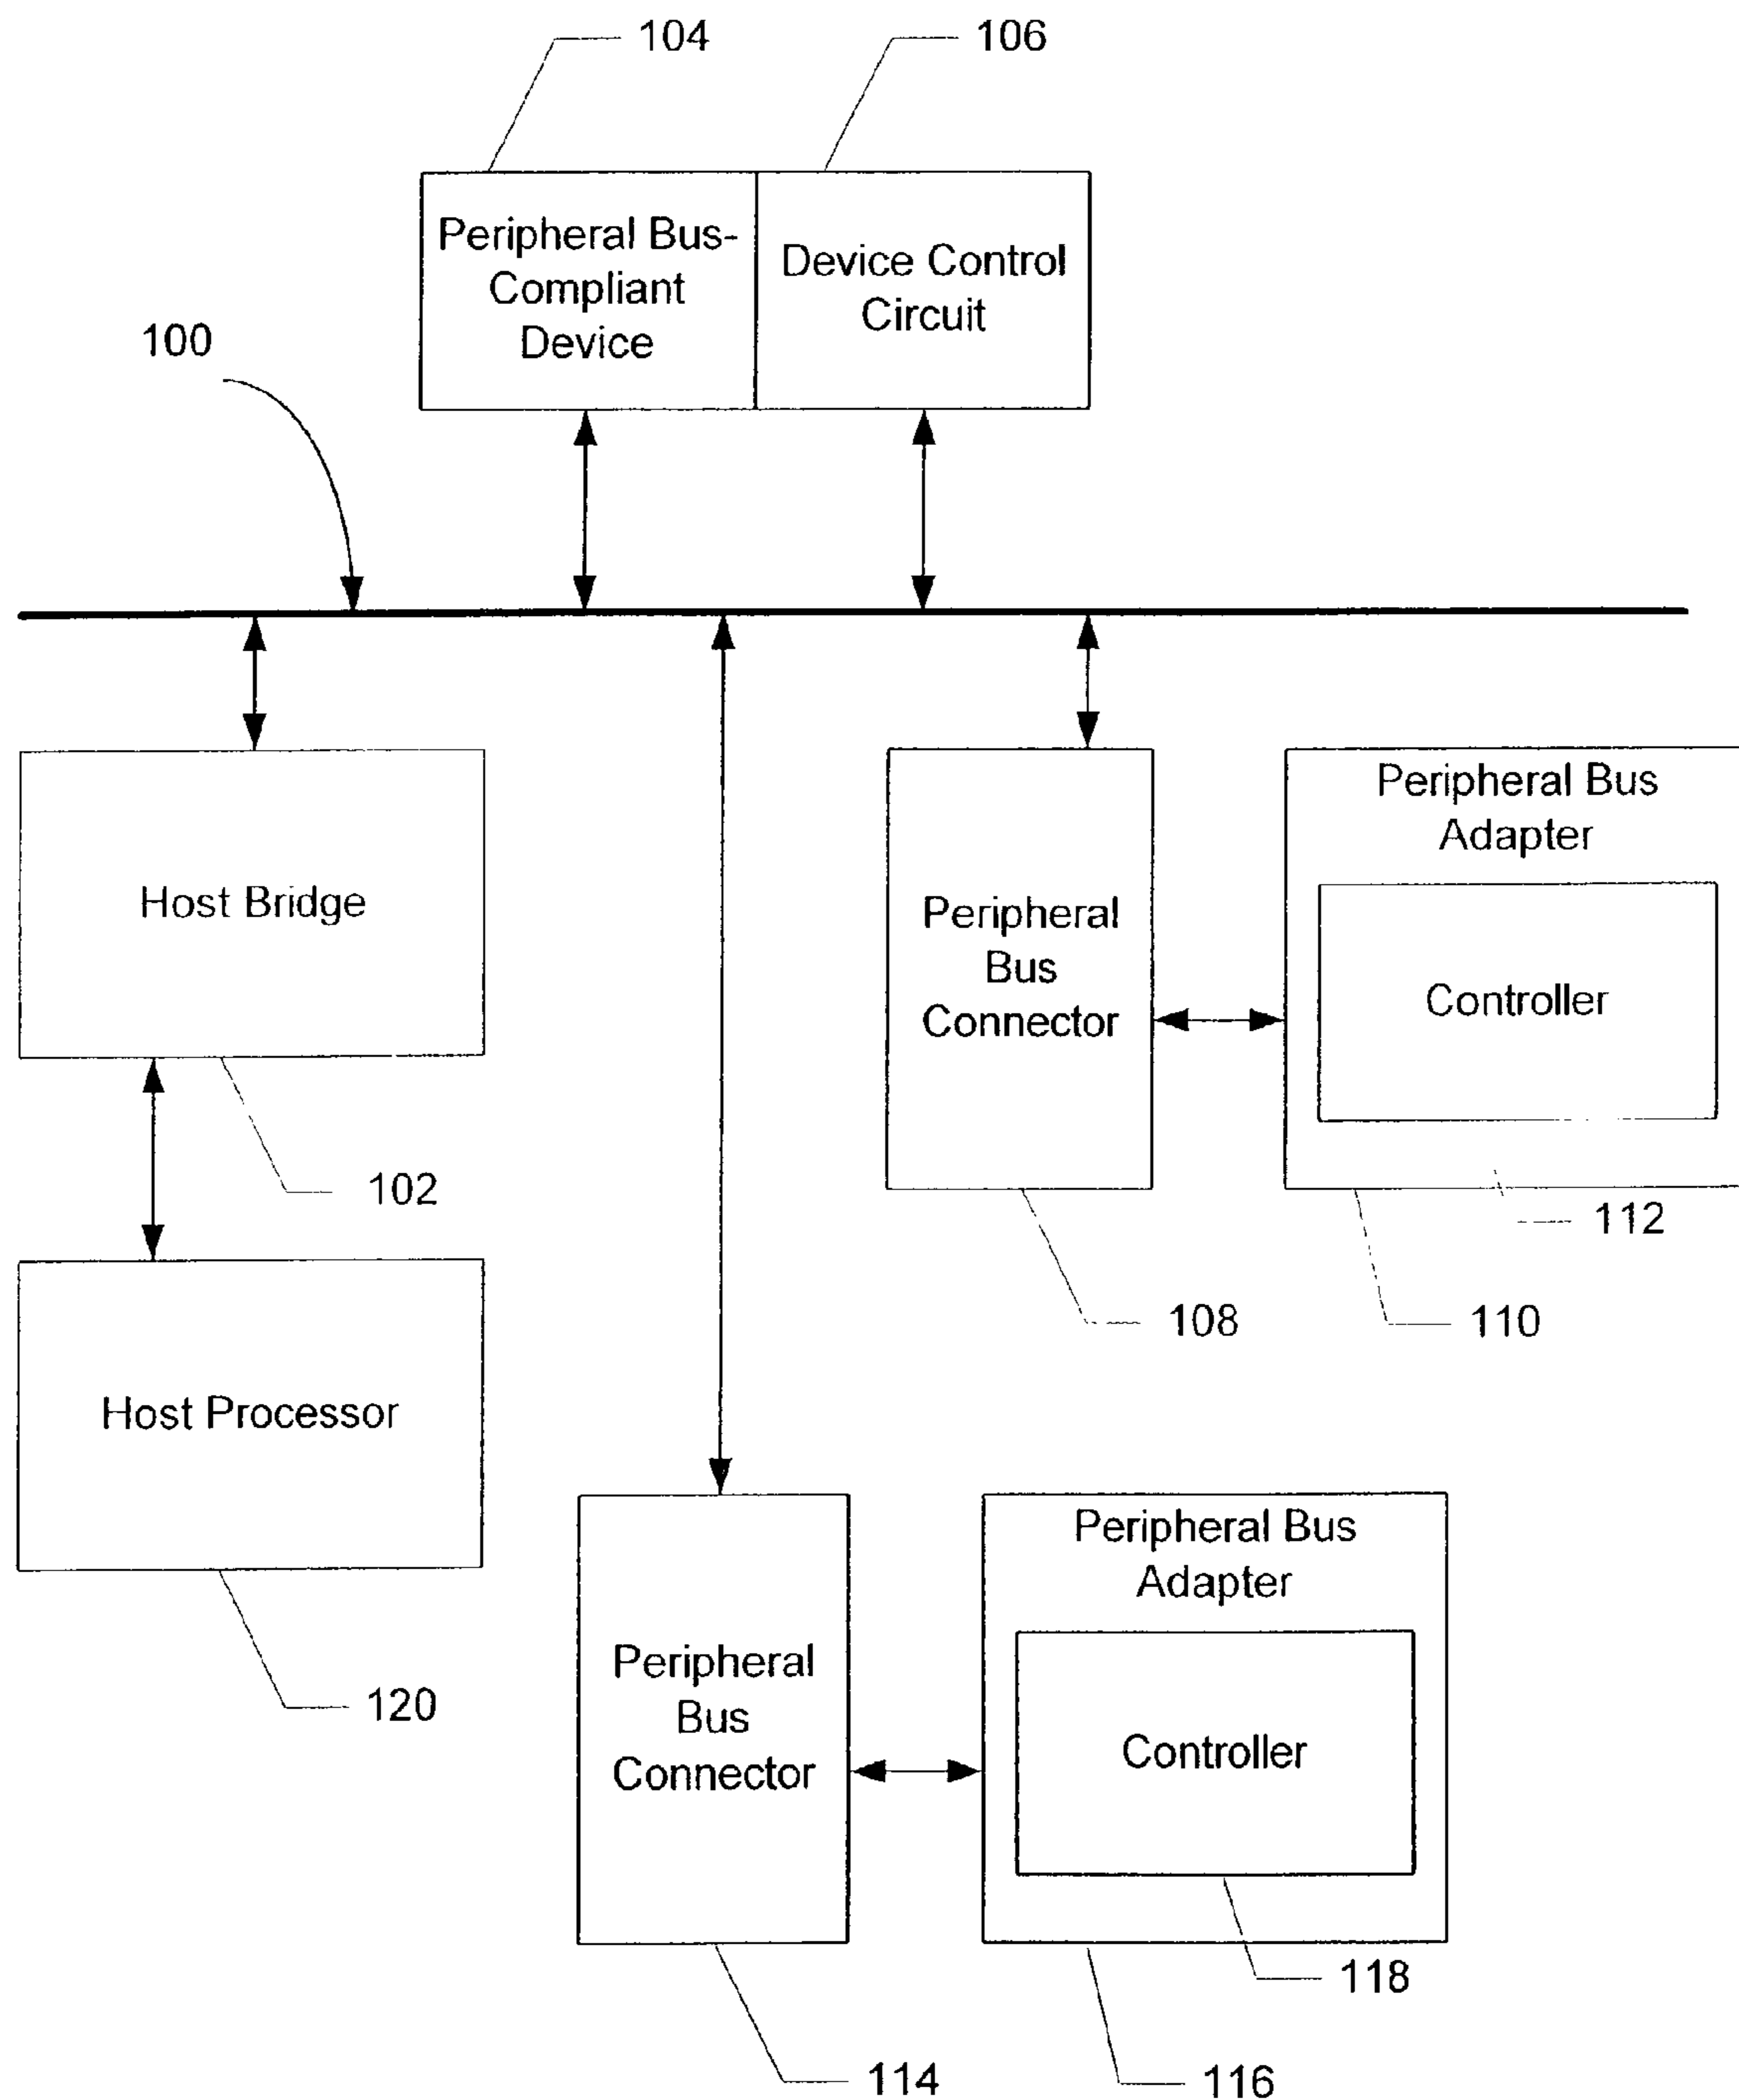 104
106
Peripheral Bus-
Compliant
Device
Device Control
Circuit
100
Host Bridge
Peripheral
Bus
Connector
Peripheral Bus
Adapter
Controller
102
112
108
110
Host Processor
120
Peripheral
Bus
Connector
Peripheral Bus
Adapter
Controller
118
114
116